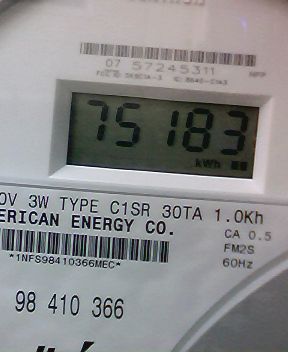 07 57245311
75183
kWh
0V 3W TYPE C1SR 30TA 1.0Kh
ERICAN ENERGY CO.
CA 0.5
FM2S
*1NFS98410366MEC*
60Hz
98 410 366